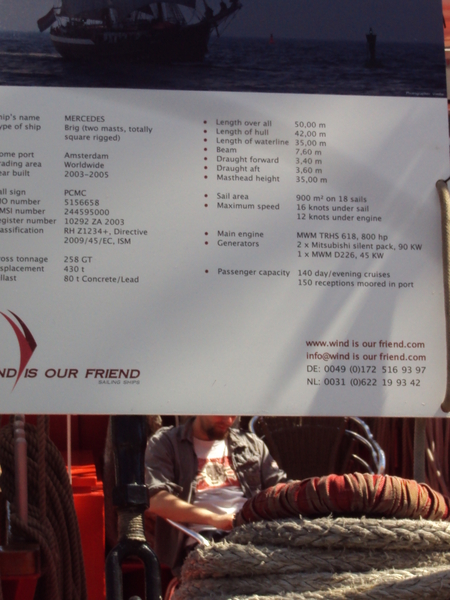 hip's name MERCEDES
ype of ship Brig (two masts, totally
square rigged)
ome port Amsterdam
rading area Worldwide
ear built 2003-2005
all sign PCMC
MO number 5156658
MSI number 244595000
egister number 10292 ZA 2003
assification RH Z1234+, Directive
2009/45/EC, ISM
ross tonnage 258 GT
splacement 430 t
llast 80 t Concrete/Lead
• Length over all 50,00 m
• Length of hull 42,00 m
• Length of waterline 35,00 m
• Beam 7,60 m
• Draught forward 3,40 m
• Draught aft 3,60 m
• Masthead height 35,00 m
• Sail area 900 m² on 18 sails
• Maximum speed 16 knots under sail
12 knots under engine
• Main engine MWM TRHS 618, 800 hp
• Generators 2 x Mitsubishi silent pack, 90 KW
1 x MWM D226, 45 KW
• Passenger capacity 140 day/evening cruises
150 receptions moored in port
ND IS OUR FRIEND
SAILING SHIPS
www.wind is our friend.com
info@wind is our friend.com
DE: 0049 (0)172 516 93 97
NL: 0031 (0)622 19 93 42